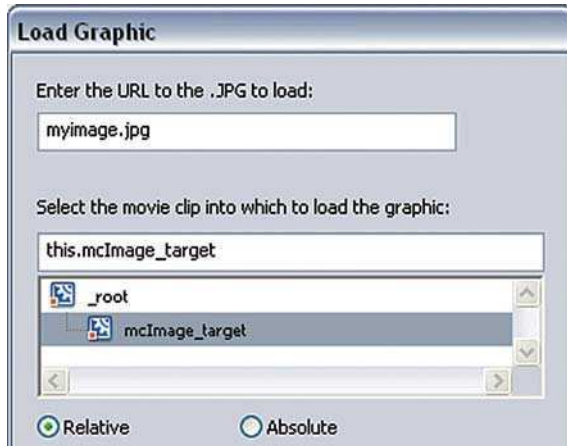 Load Graphic
Enter the URL to the .JPG to load:
myimage.jpg
Select the movie clip into which to load the graphic:
this.mcImage_target
_root
mcImage_target
Relative Absolute